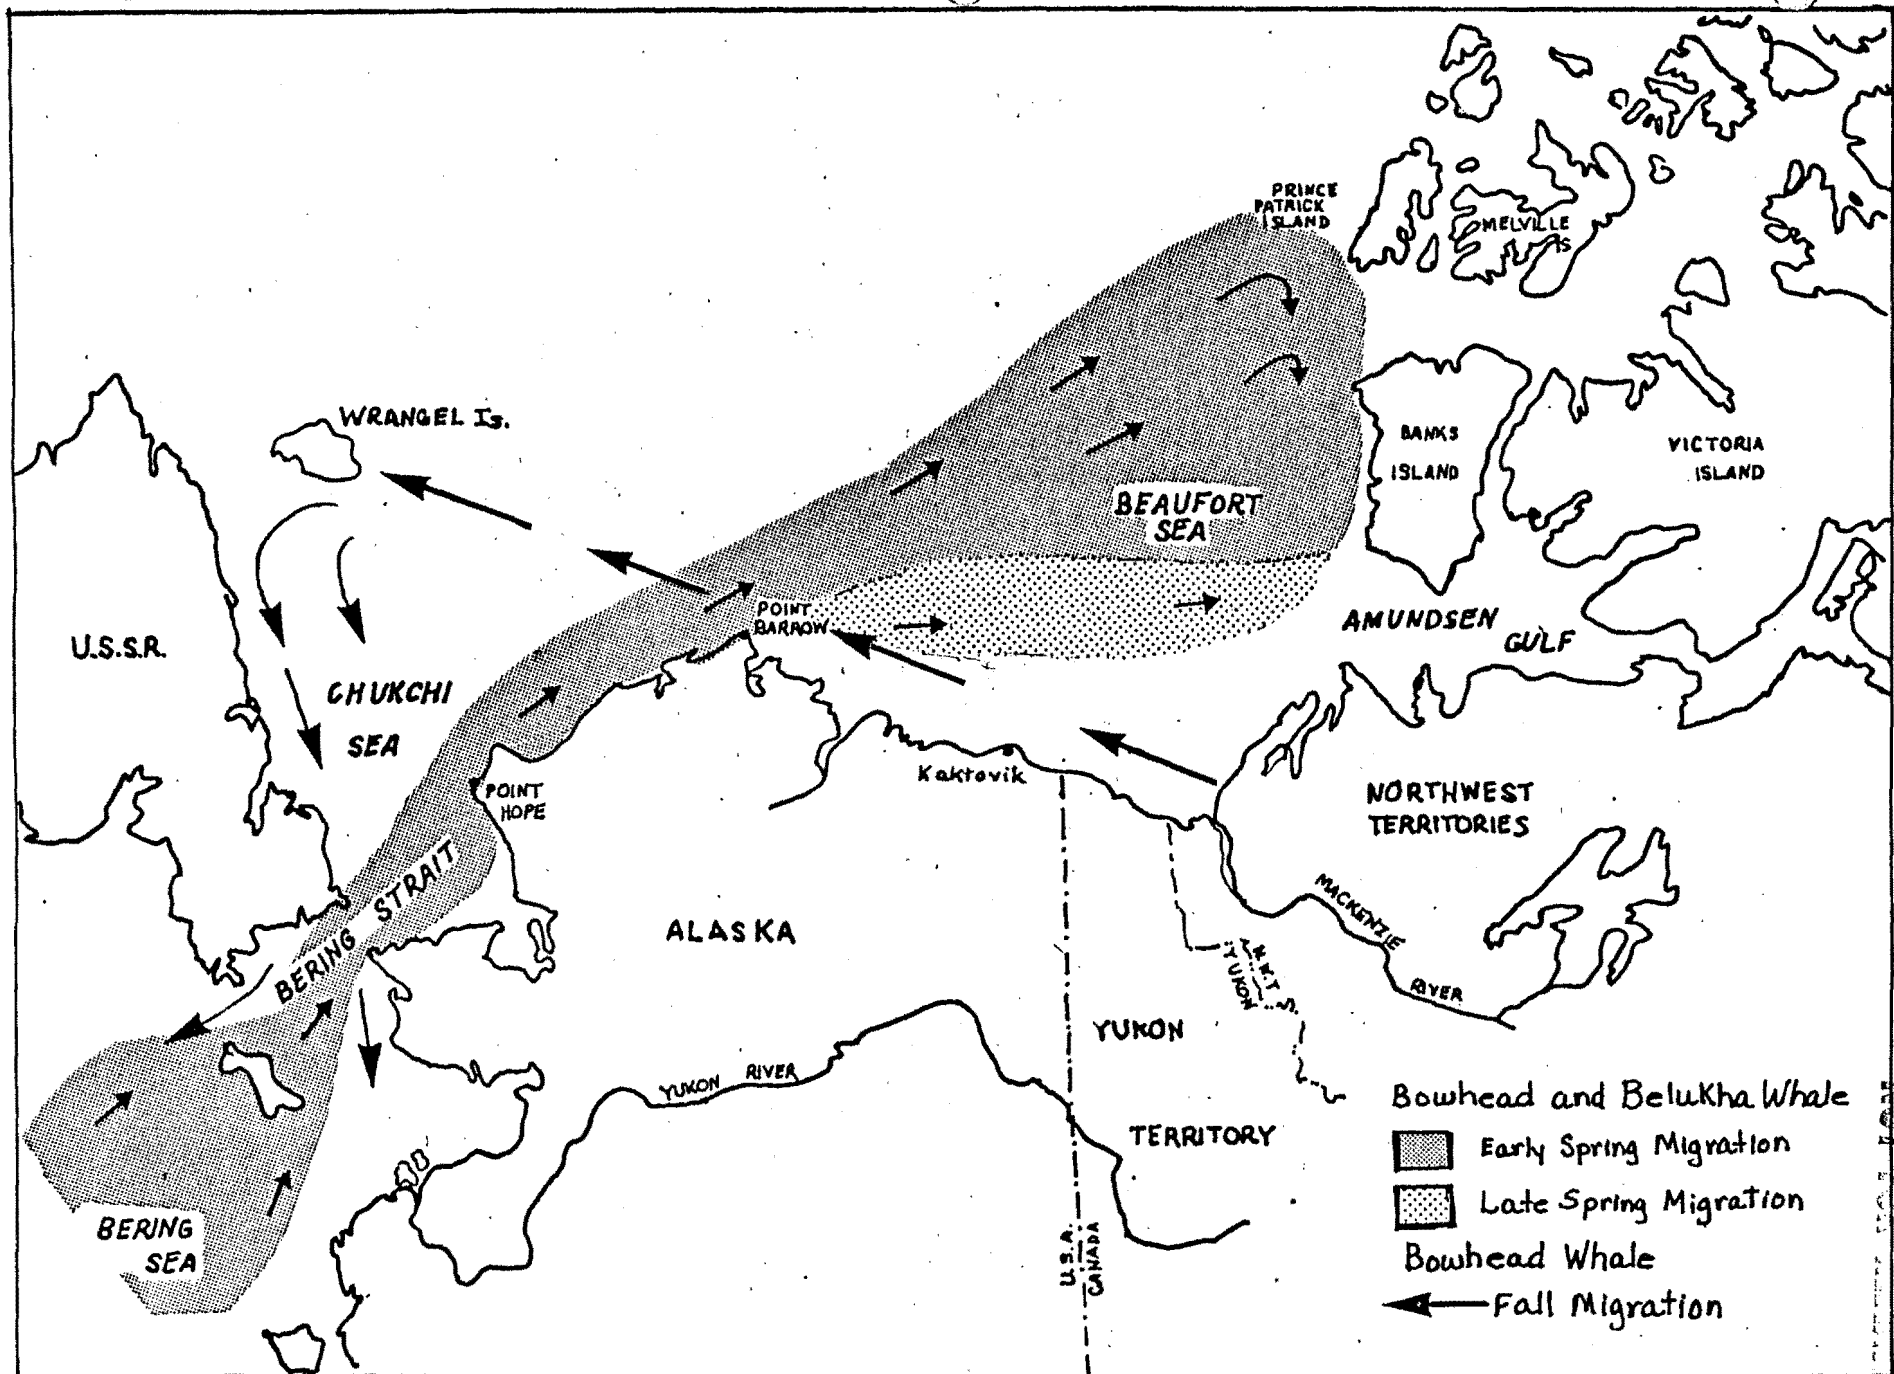 PRINCE
PATRICK
ISLAND
MELVILLE
IS
WRANGEL Is.
BANKS
ISLAND
VICTORIA
ISLAND
BEAUFORT
SEA
POINT
BARROW
AMUNDSEN
GULF
U.S.S.R.
CHUKCHI
SEA
POINT
HOPE
Kaktovik
NORTHWEST
TERRITORIES
BERING STRAIT
ALASKA
MACKENZIE
RIVER
N.W.T.
YUKON
YUKON
TERRITORY
YUKON RIVER
BERING
SEA
U.S.A.
CANADA
Bowhead and Belukha Whale
Early Spring Migration
Late Spring Migration
Bowhead Whale
Fall Migration